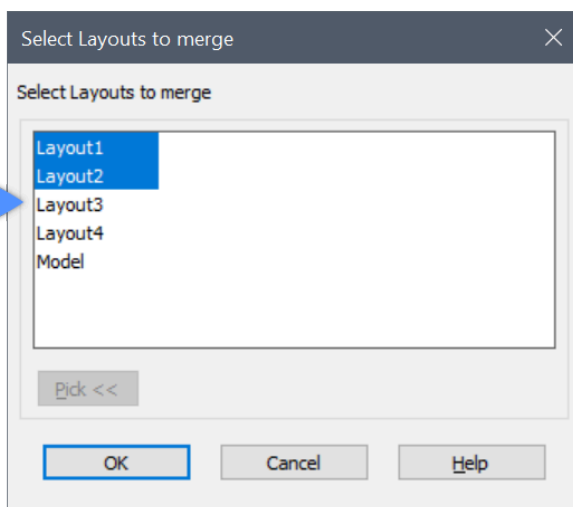 Select Layouts to merge
Select Layouts to merge
Layout1
Layout2
Layout3
Layout4
Model
Pick <<
OK Cancel Help